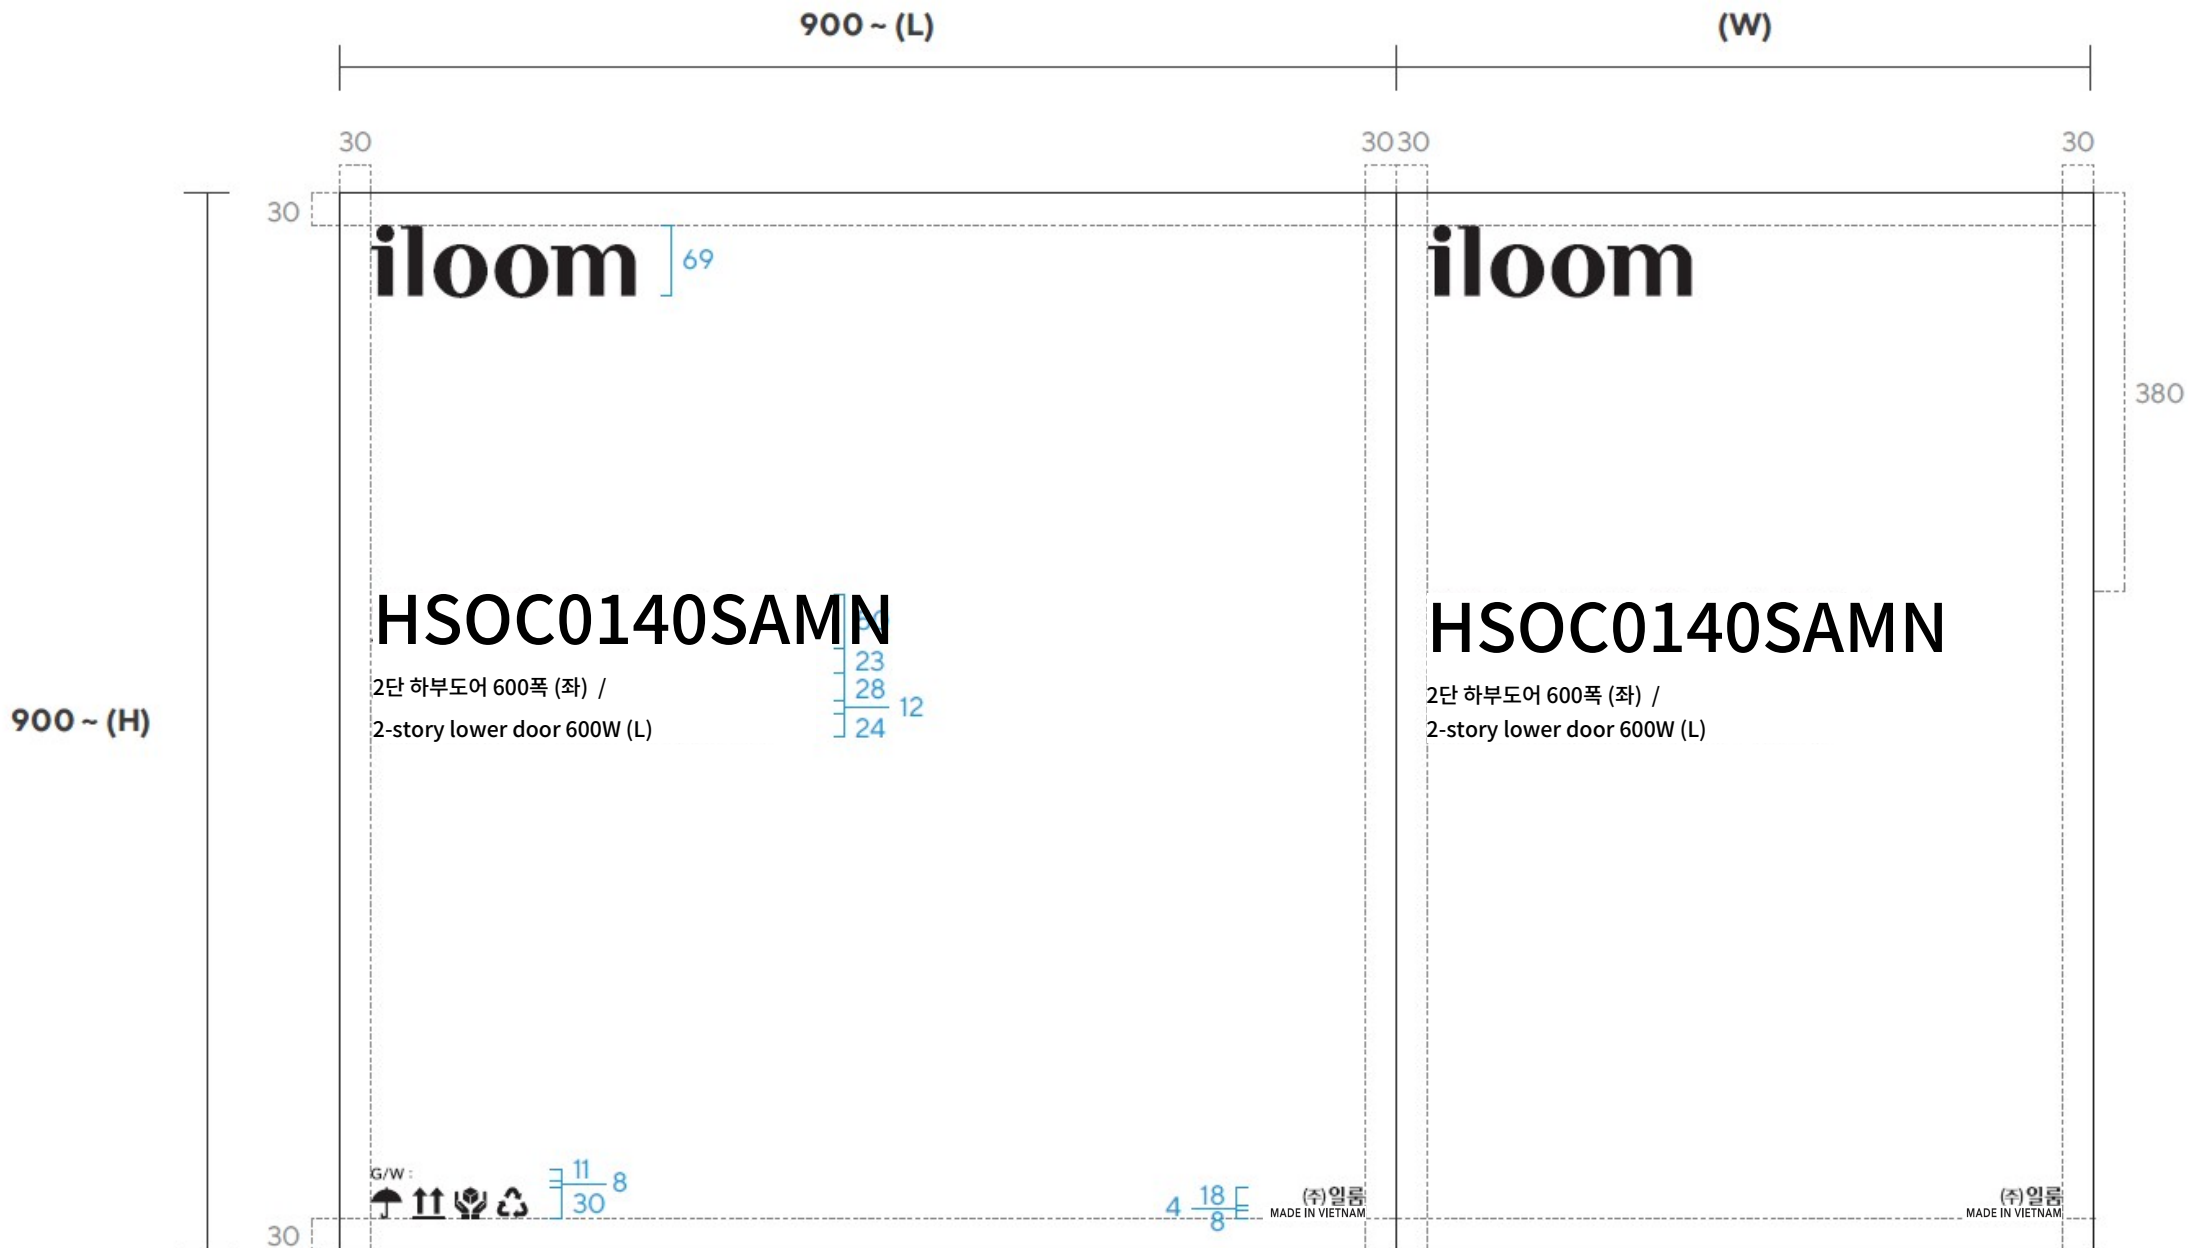 900 ~ (L)
(W)
30
30 30
30
30
iloom
69
iloom
380
HSOC0140SAMN
HSOC0140SAMN
23
2단 하부도어 600폭 (좌) /
28
12
2단 하부도어 600폭 (좌) /
900 ~ (H)
2-story lower door 600W (L)
24
2-story lower door 600W (L)
G/W :
11
8
30
4
18
8
(주)일룸
MADE IN VIETNAM
(주)일룸
MADE IN VIETNAM
30